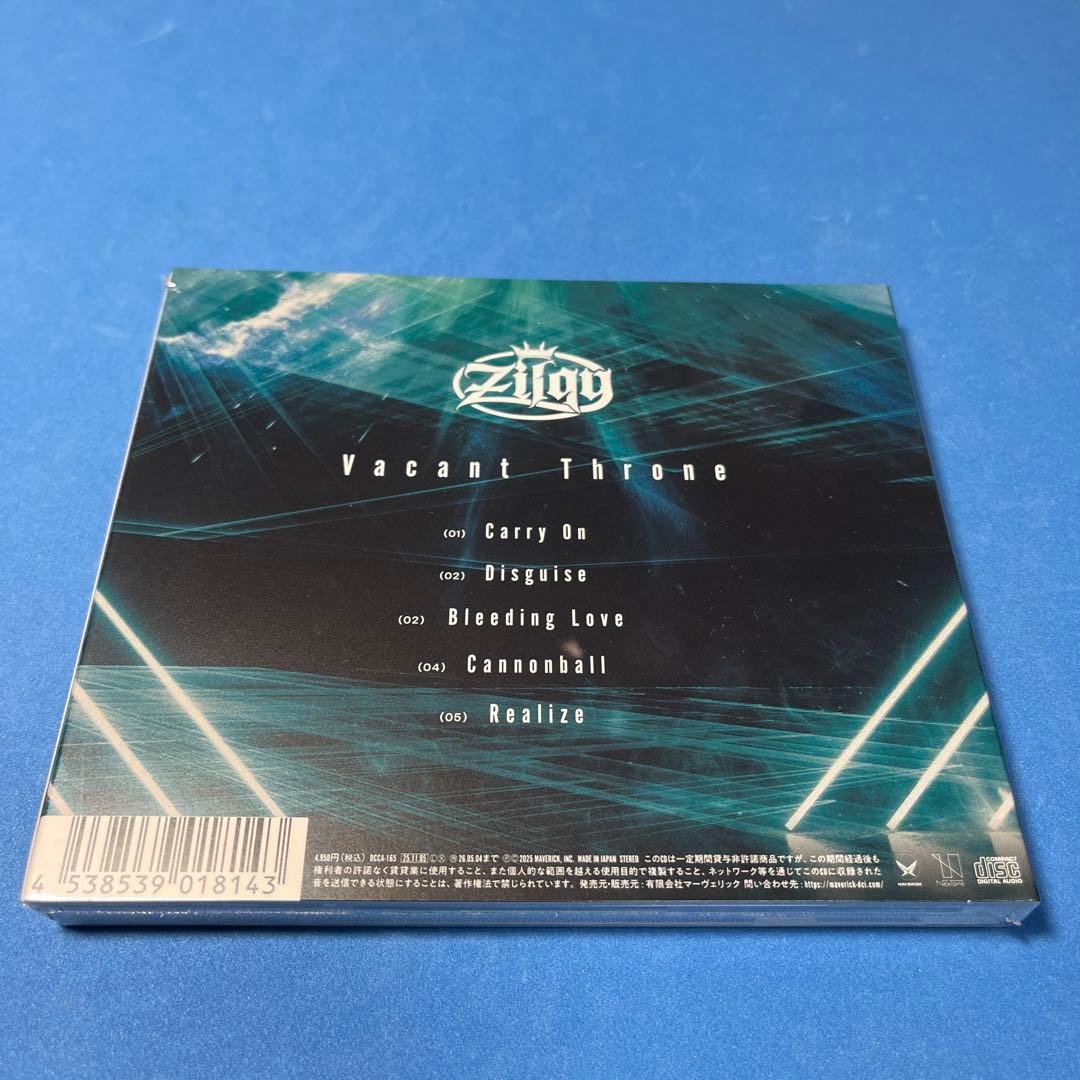 Zilqy
Vacant Throne
(01) Carry On
(02) Disguise
(02) Bleeding Love
(04) Cannonball
(05) Realize
4,950円(税込) DCCA-165 25.11.05 Ⓛ Ⓧ 26.05.04まで ⓅⒸ2025 MAVERICK, INC. MADE IN JAPAN STEREO このCDは一定期間貸与非許諾商品ですが、この期間経過後も
権利者の許諾なく賃貸業に使用すること、また個人的な範囲を越える使用目的で複製すること、ネットワーク等を通じてこのCDに収録された
音を送信できる状態にすることは、著作権法で禁じられています。発売元・販売元:有限会社マーヴェリック 問い合わせ先:https://maverick-dci.com/
MAVERICK
NexTone
COMPACT
disc
DIGITAL AUDIO
4 538539 018143